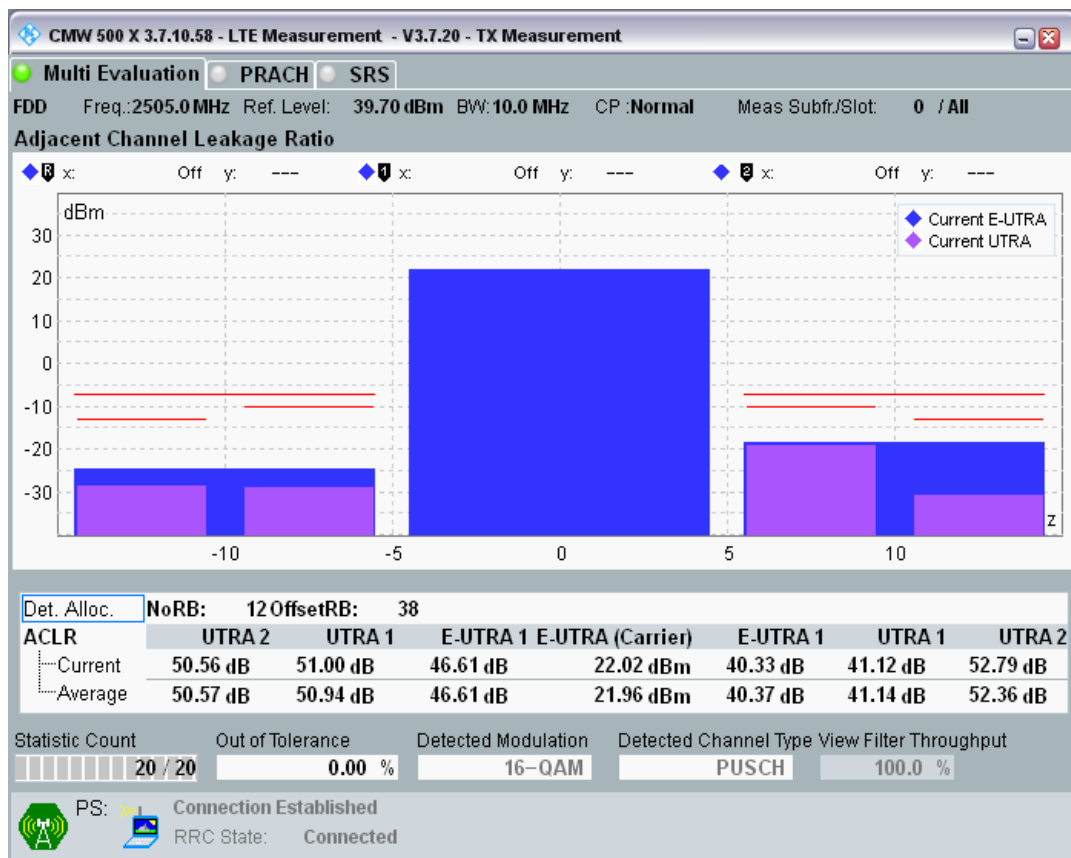 CMW 500 X 3.7.10.58 - LTE Measurement - V3.7.20 - TX Measurement
Multi Evaluation PRACH SRS
FDD Freq.:2505.0 MHz Ref. Level: 39.70 dBm BW:10.0 MHz CP :Normal Meas Subfr./Slot: 0 / All
Adjacent Channel Leakage Ratio
R x: Off y: --- 1 x: Off y: --- 2 x: Off y: ---
dBm
Current E-UTRA
Current UTRA
30
20
10
0
-10
-20
-30
z
-10 -5 0 5 10
Det. Alloc. NoRB: 12 OffsetRB: 38
ACLR UTRA 2 UTRA 1 E-UTRA 1 E-UTRA (Carrier) E-UTRA 1 UTRA 1 UTRA 2
Current 50.56 dB 51.00 dB 46.61 dB 22.02 dBm 40.33 dB 41.12 dB 52.79 dB
Average 50.57 dB 50.94 dB 46.61 dB 21.96 dBm 40.37 dB 41.14 dB 52.36 dB
Statistic Count Out of Tolerance Detected Modulation Detected Channel Type View Filter Throughput
20 / 20 0.00 % 16-QAM PUSCH 100.0 %
PS: Connection Established
RRC State: Connected